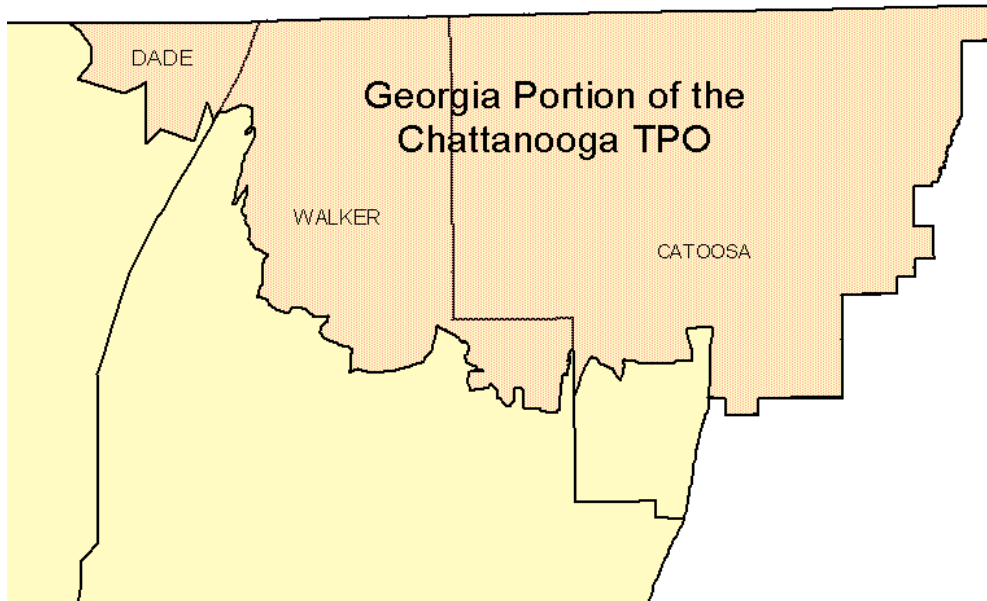 DADE
Georgia Portion of the
Chattanooga TPO
WALKER
CATOOSA